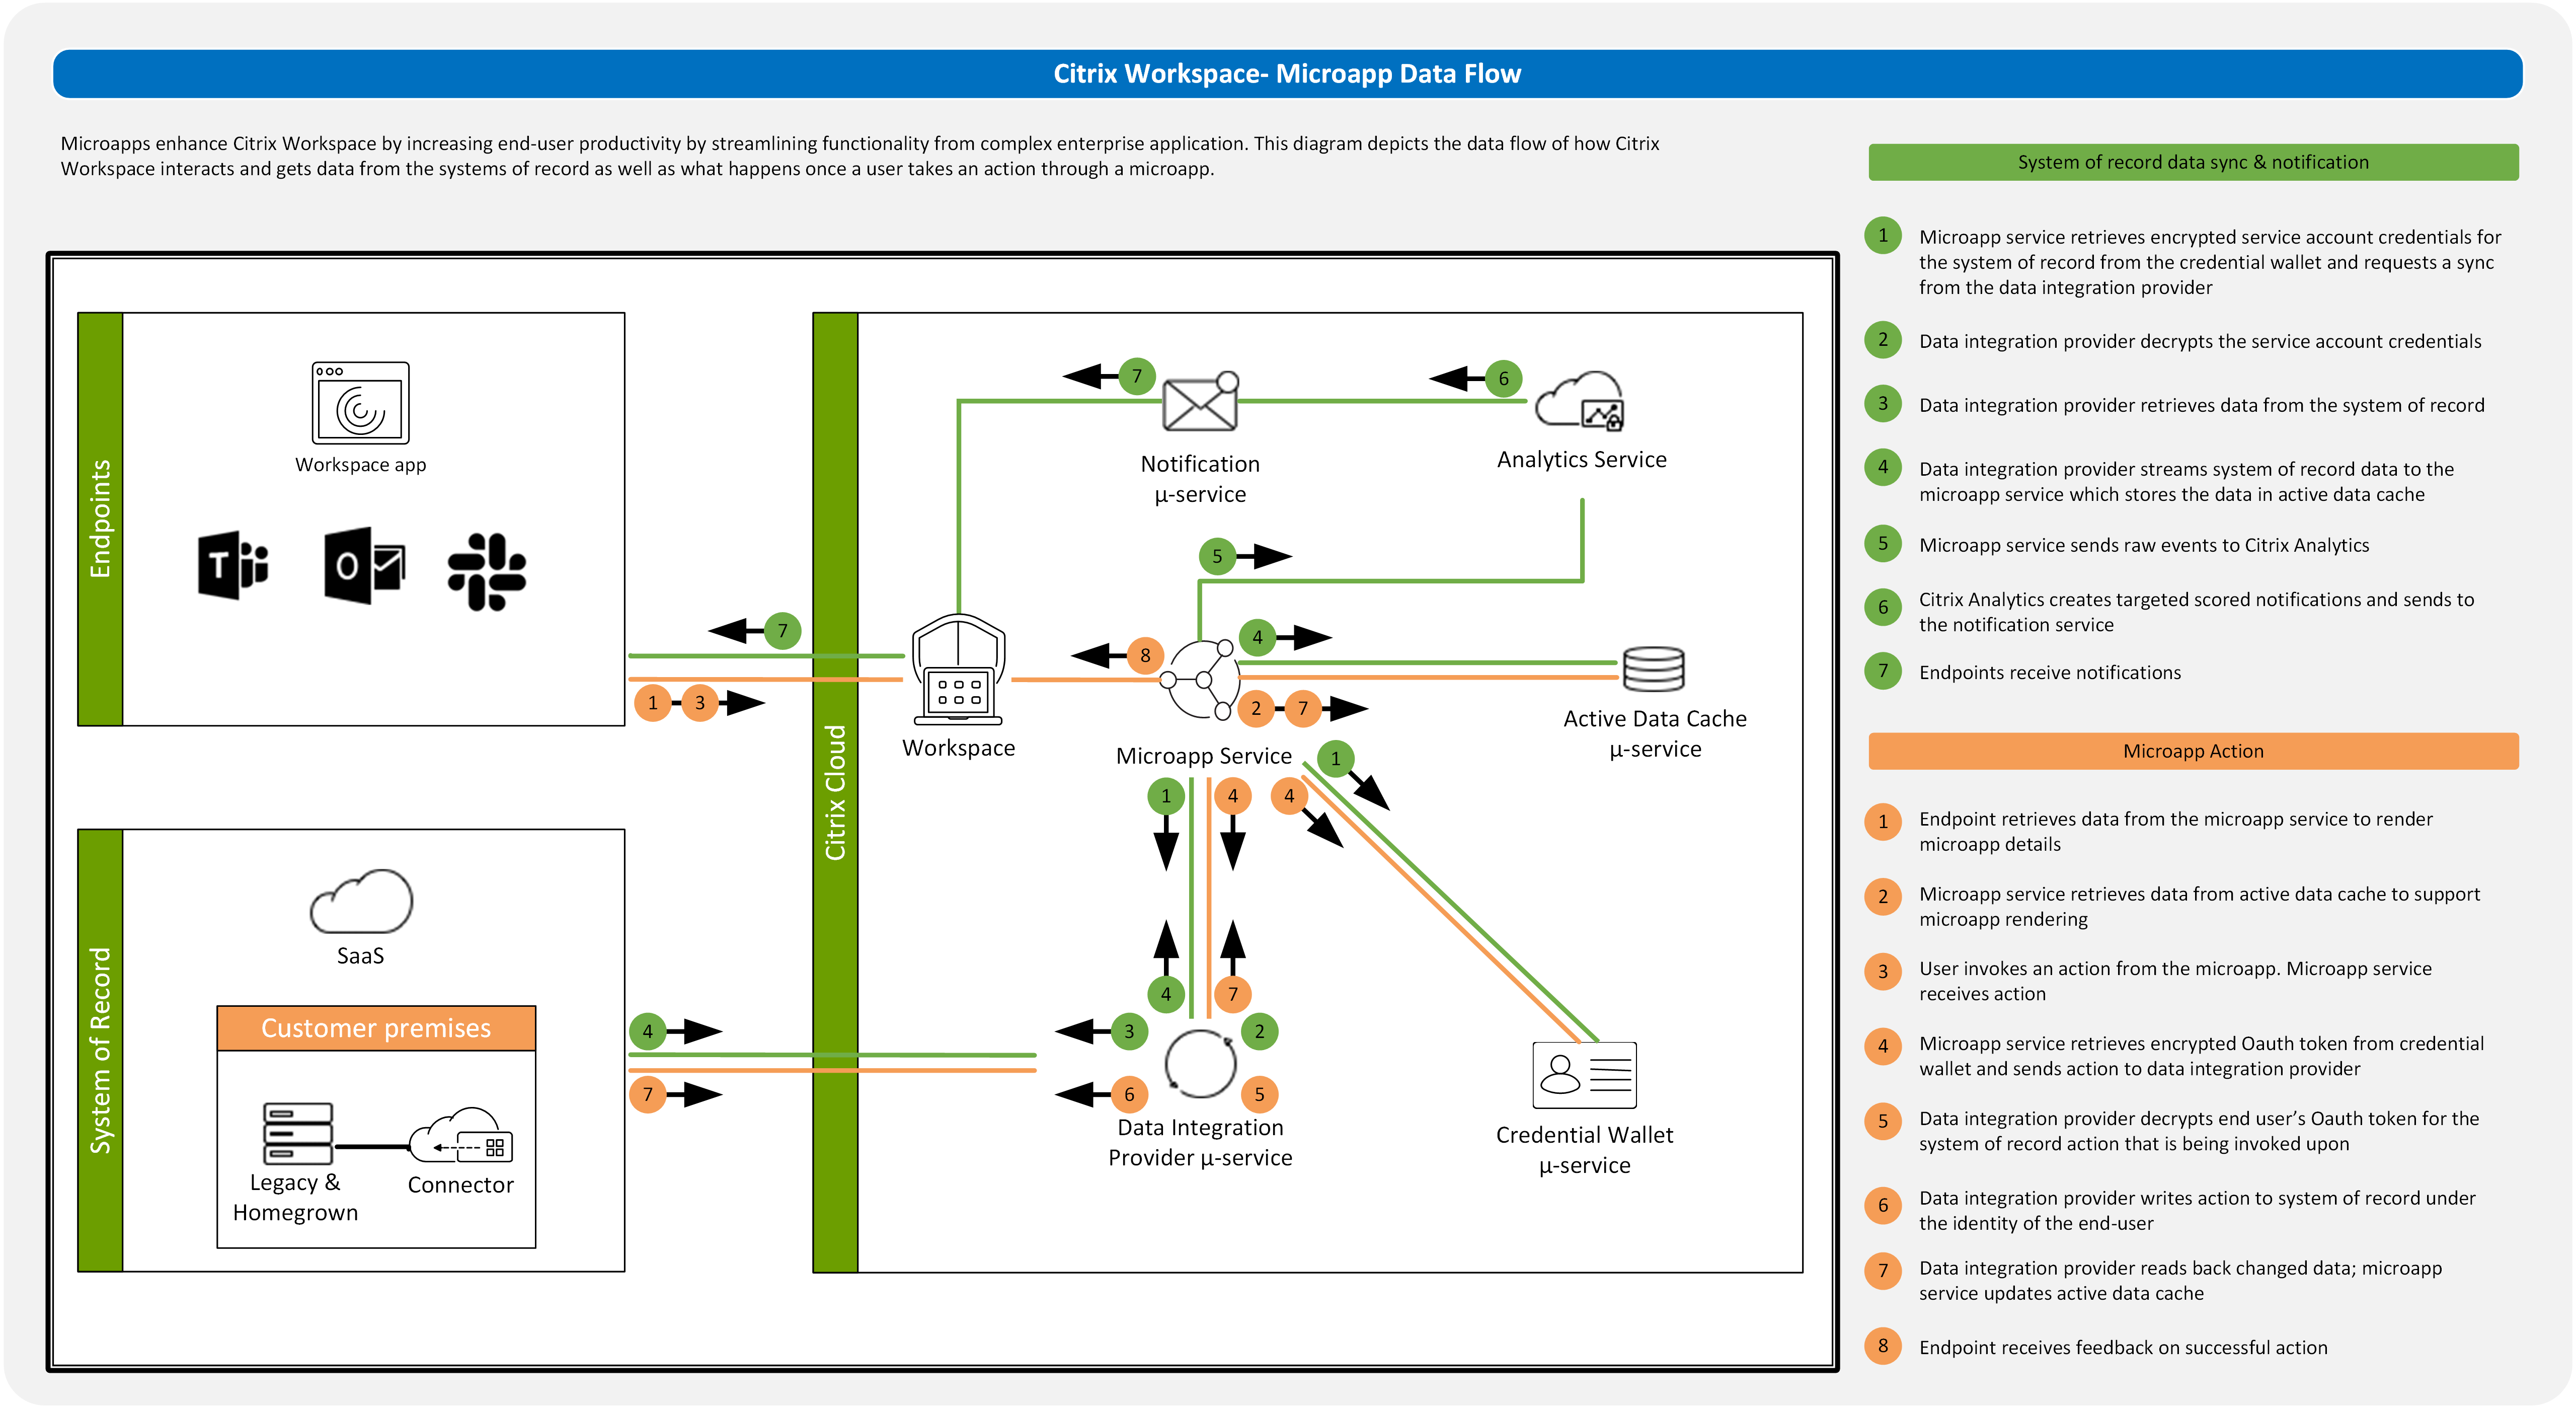 Citrix Workspace- Microapp Data Flow
Microapps enhance Citrix Workspace by increasing end-user productivity by streamlining functionality from complex enterprise application. This diagram depicts the data flow of how Citrix
Workspace interacts and gets data from the systems of record as well as what happens once a user takes an action through a microapp.
Endpoints
Workspace app
T
O
7
1
3
System of Record
SaaS
Customer premises
Legacy &
Homegrown
Connector
4
7
Citrix Cloud
7
6
Notification
μ-service
Analytics Service
5
4
8
2
7
Workspace
Microapp Service
Active Data Cache
μ-service
1
1
4
4
4
7
3
2
6
5
Data Integration
Provider μ-service
Credential Wallet
μ-service
System of record data sync & notification
1
Microapp service retrieves encrypted service account credentials for
the system of record from the credential wallet and requests a sync
from the data integration provider
2
Data integration provider decrypts the service account credentials
3
Data integration provider retrieves data from the system of record
4
Data integration provider streams system of record data to the
microapp service which stores the data in active data cache
5
Microapp service sends raw events to Citrix Analytics
6
Citrix Analytics creates targeted scored notifications and sends to
the notification service
7
Endpoints receive notifications
Microapp Action
1
Endpoint retrieves data from the microapp service to render
microapp details
2
Microapp service retrieves data from active data cache to support
microapp rendering
3
User invokes an action from the microapp. Microapp service
receives action
4
Microapp service retrieves encrypted Oauth token from credential
wallet and sends action to data integration provider
5
Data integration provider decrypts end user’s Oauth token for the
system of record action that is being invoked upon
6
Data integration provider writes action to system of record under
the identity of the end-user
7
Data integration provider reads back changed data; microapp
service updates active data cache
8
Endpoint receives feedback on successful action